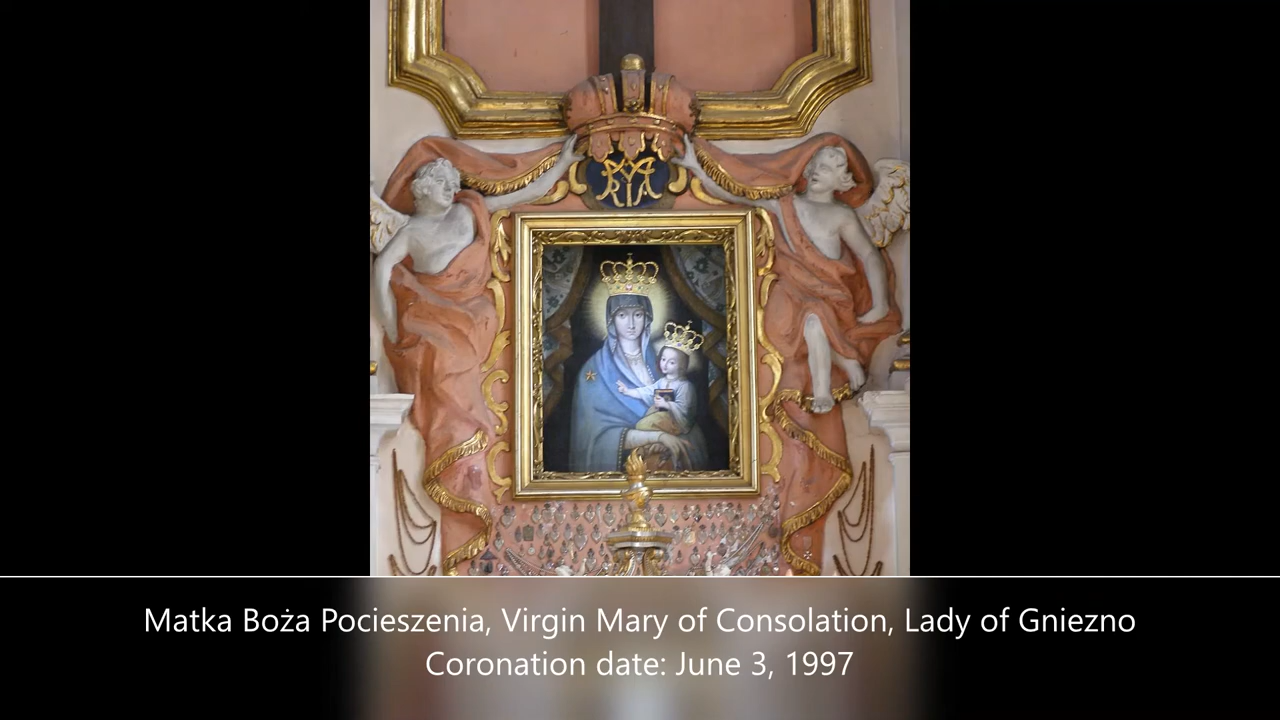 Matka Boża Pocieszenia, Virgin Mary of Consolation, Lady of Gniezno
Coronation date: June 3, 1997